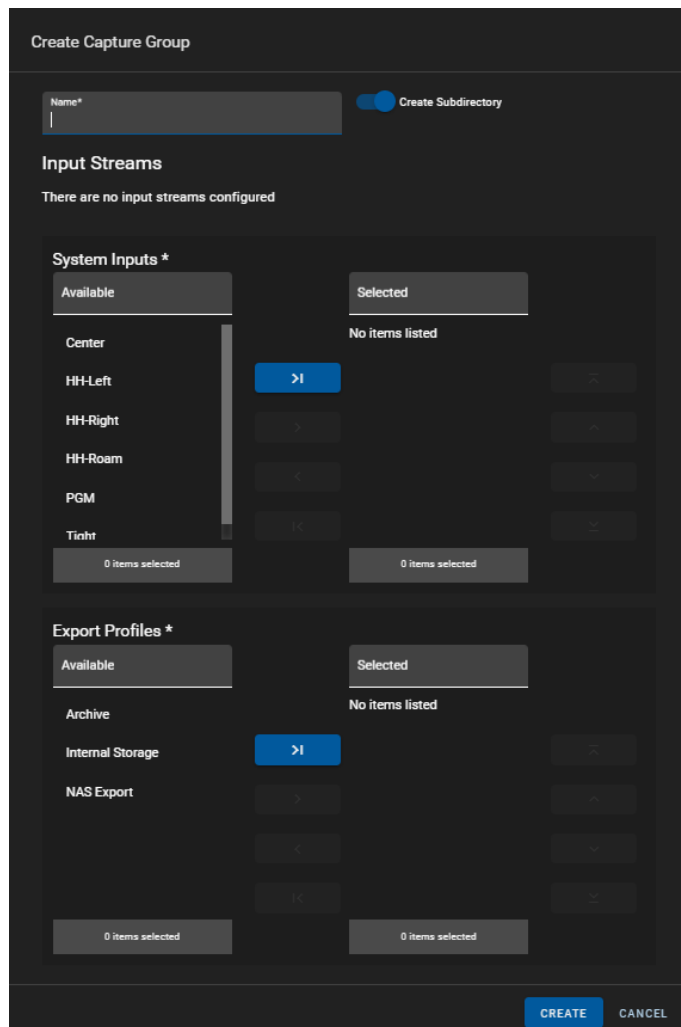 Create Capture Group
Name*
Create Subdirectory
Input Streams
There are no input streams configured
System Inputs *
Available
Selected
Center
No items listed
HH-Left
HH-Right
HH-Roam
PGM
Tight
0 items selected
0 items selected
Export Profiles *
Available
Selected
Archive
No items listed
Internal Storage
NAS Export
0 items selected
0 items selected
CREATE
CANCEL